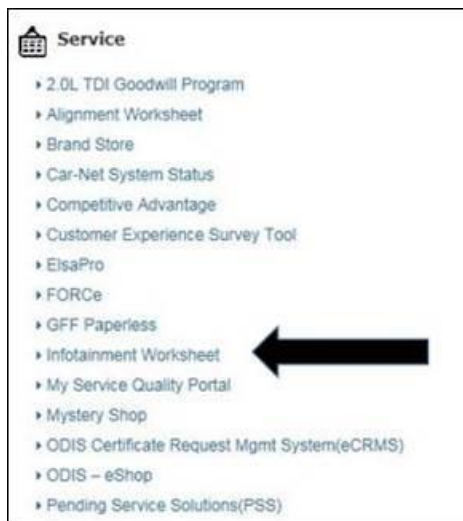 Service
2.0L TDI Goodwill Program
Alignment Worksheet
Brand Store
Car-Net System Status
Competitive Advantage
Customer Experience Survey Tool
ElsaPro
FORCe
GFF Paperless
Infotainment Worksheet
My Service Quality Portal
Mystery Shop
ODIS Certificate Request Mgmt System(eCRMS)
ODIS – eShop
Pending Service Solutions(PSS)